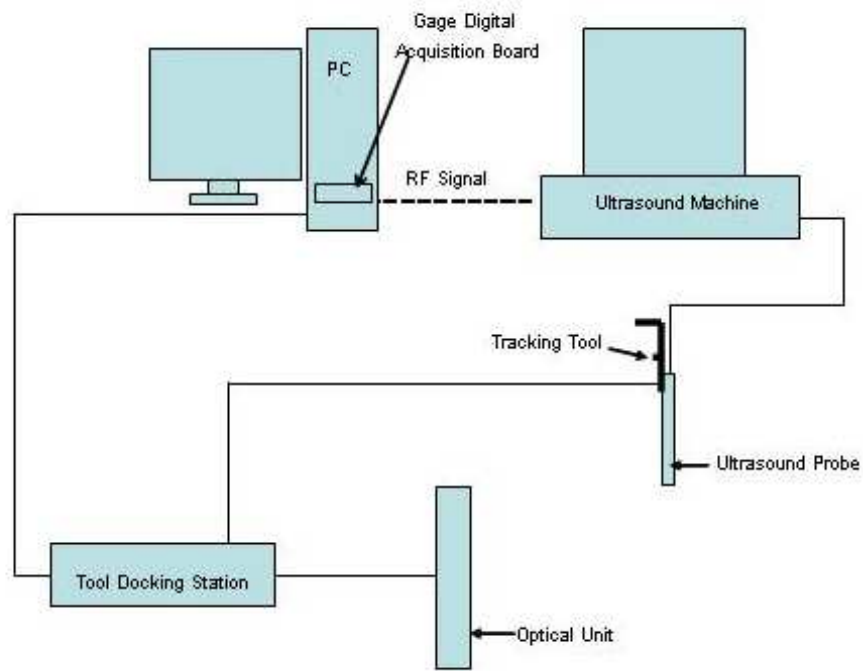 Gage Digital
Acquisition Board
PC
RF Signal
Ultrasound Machine
Tracking Tool
Ultrasound Probe
Tool Docking Station
Optical Unit